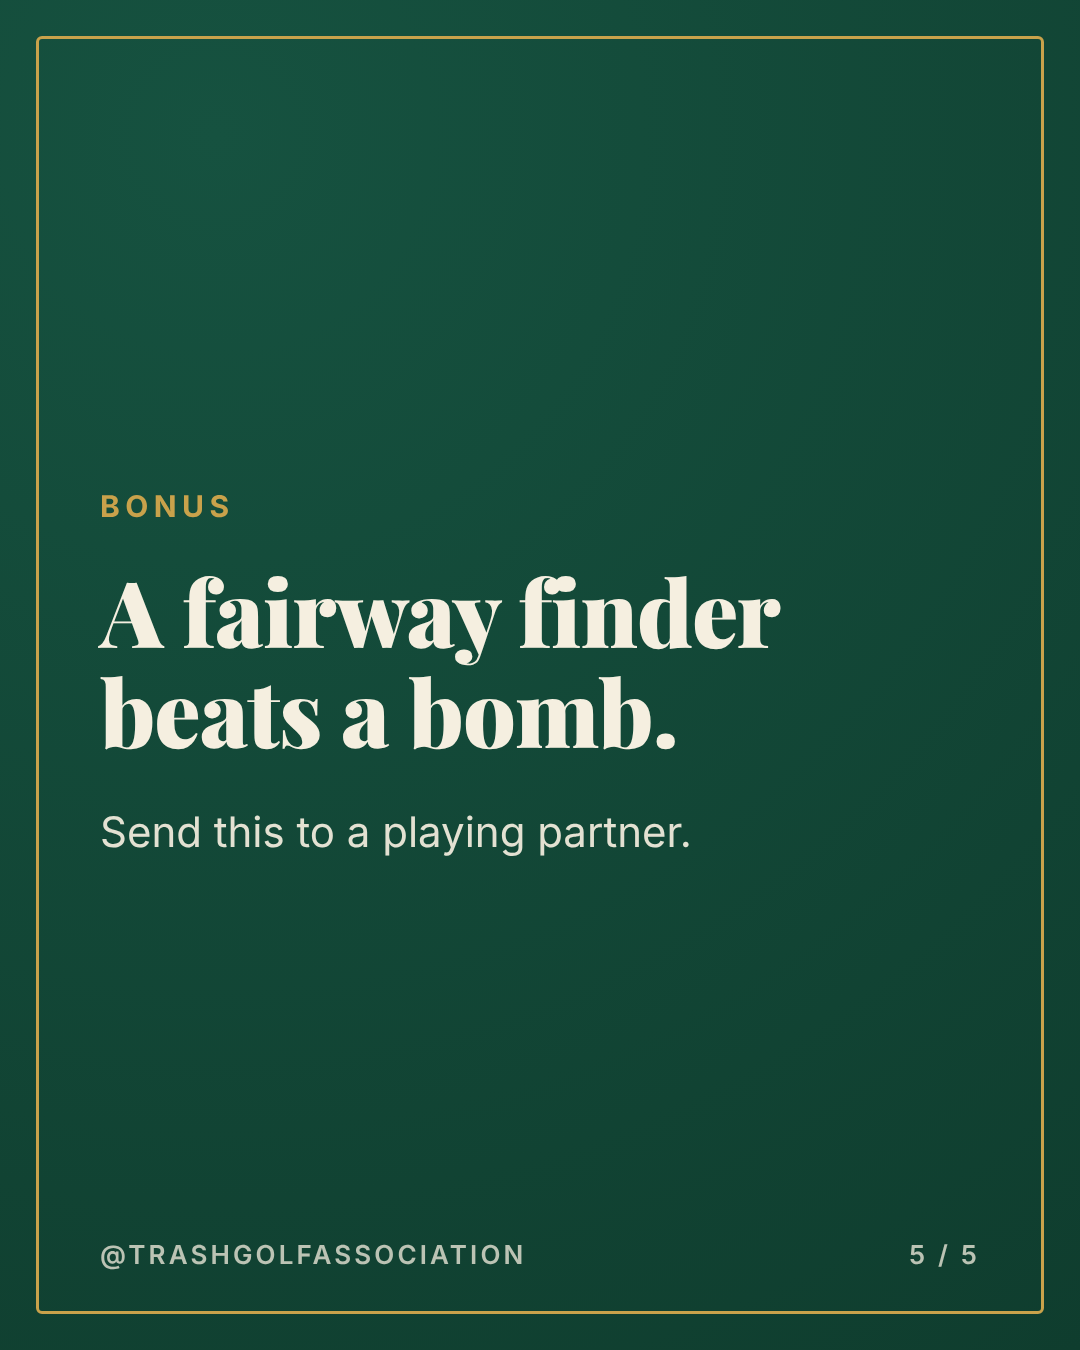 BONUS
A fairway finder
beats a bomb.
Send this to a playing partner.
@TRASHGOLFASSOCIATION
5 / 5